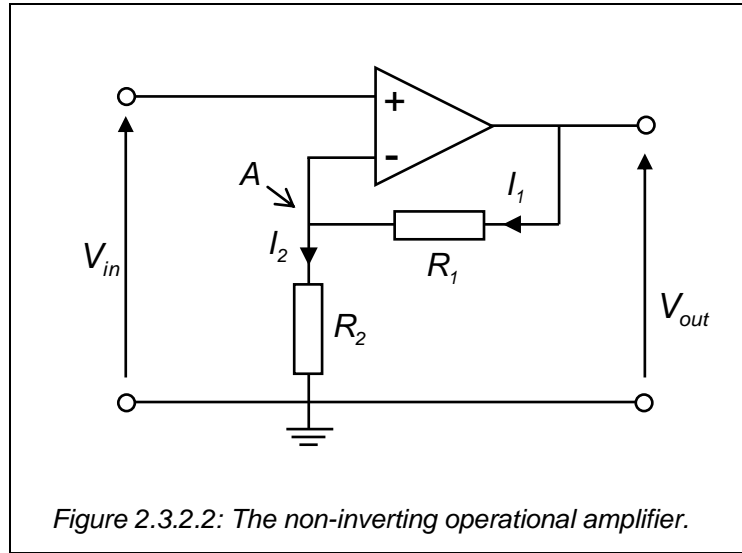 +
-
A
I1
I2
Vin
R1
R2
Vout
Figure 2.3.2.2: The non-inverting operational amplifier.